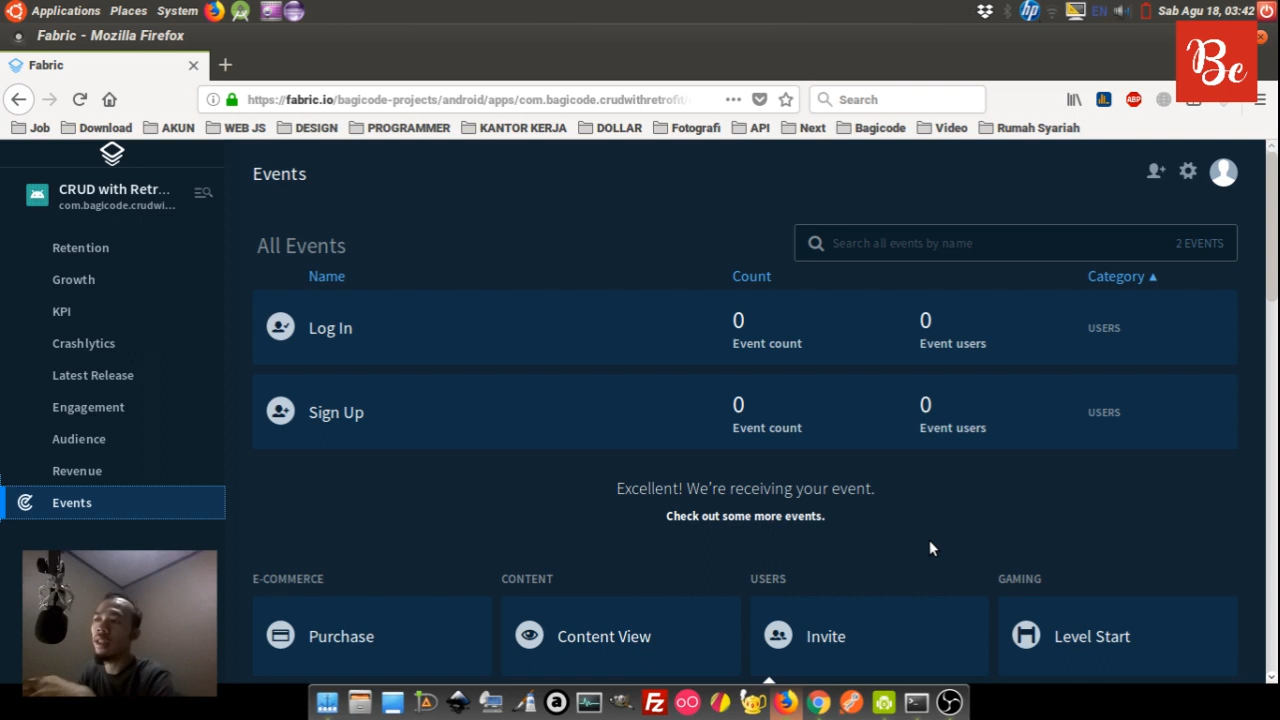 Applications Places System
EN Sab Agu 18, 03:42
Fabric - Mozilla Firefox
Be
Fabric
https://fabric.io/bagicode-projects/android/apps/com.bagicode.crudwithretrofit/
Search
ABP
Job Download AKUN WEB JS DESIGN PROGRAMMER KANTOR KERJA DOLLAR Fotografi API Next Bagicode Video Rumah Syariah
CRUD with Retr...
com.bagicode.crudwi...
Retention
Growth
KPI
Crashlytics
Latest Release
Engagement
Audience
Revenue
Events
Events
All Events
Search all events by name 2 EVENTS
Name Count Category ▲
Log In 0 Event count 0 Event users USERS
Sign Up 0 Event count 0 Event users USERS
Excellent! We're receiving your event.
Check out some more events.
E-COMMERCE CONTENT USERS GAMING
Purchase Content View Invite Level Start